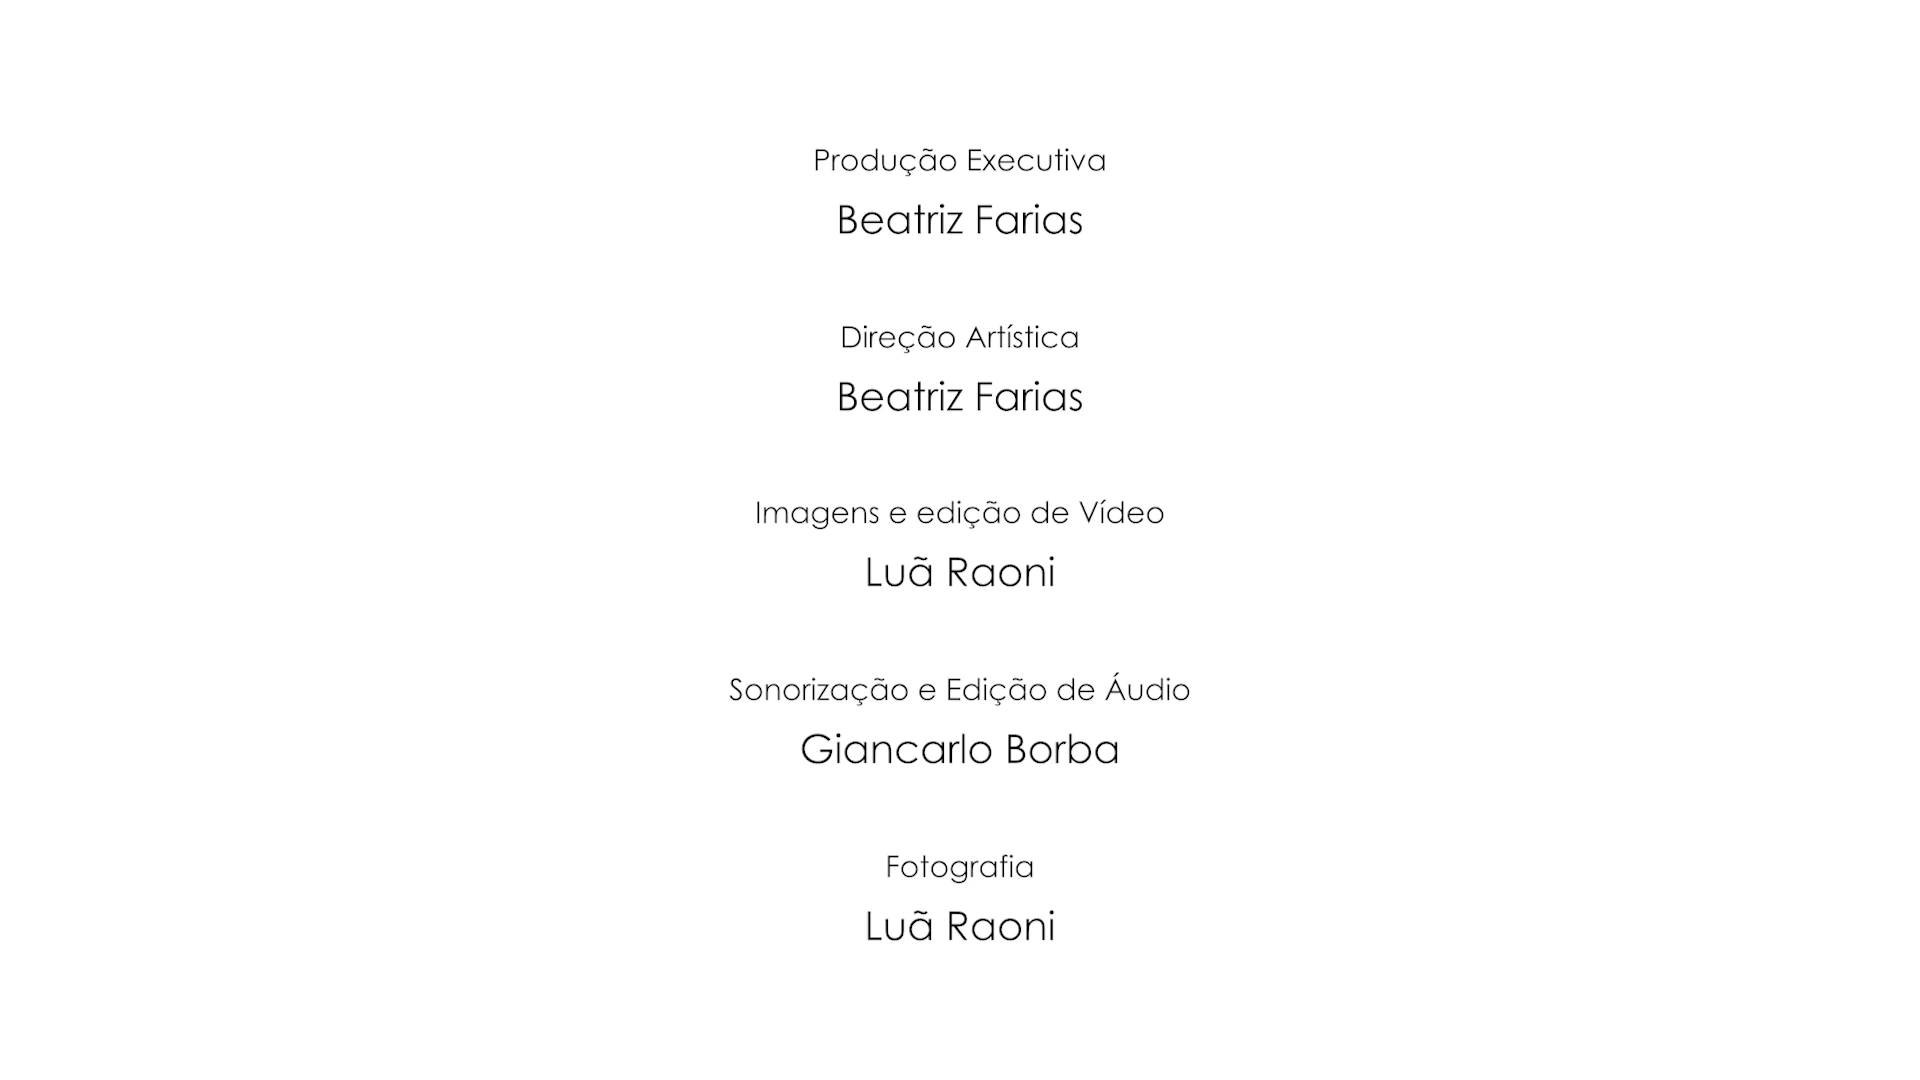 Produção Executiva
Beatriz Farias
Direção Artística
Beatriz Farias
Imagens e edição de Vídeo
Luã Raoni
Sonorização e Edição de Áudio
Giancarlo Borba
Fotografia
Luã Raoni